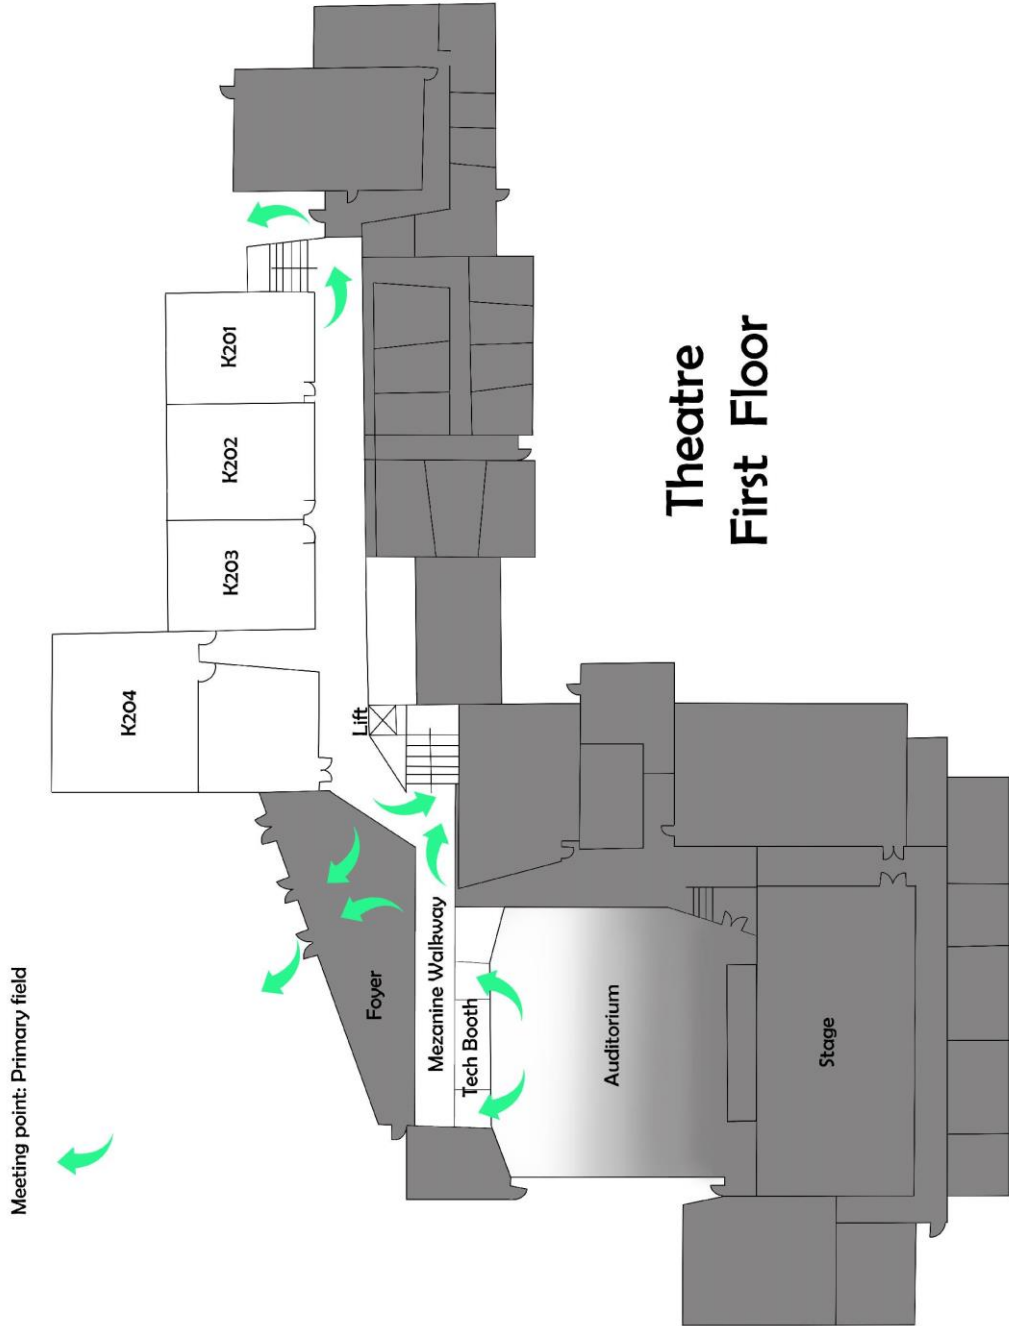 Meeting point: Primary field
K204
K203
K202
K201
Lift
Foyer
Mezanine Walkway
Tech Booth
Auditorium
Stage
Theatre
First Floor